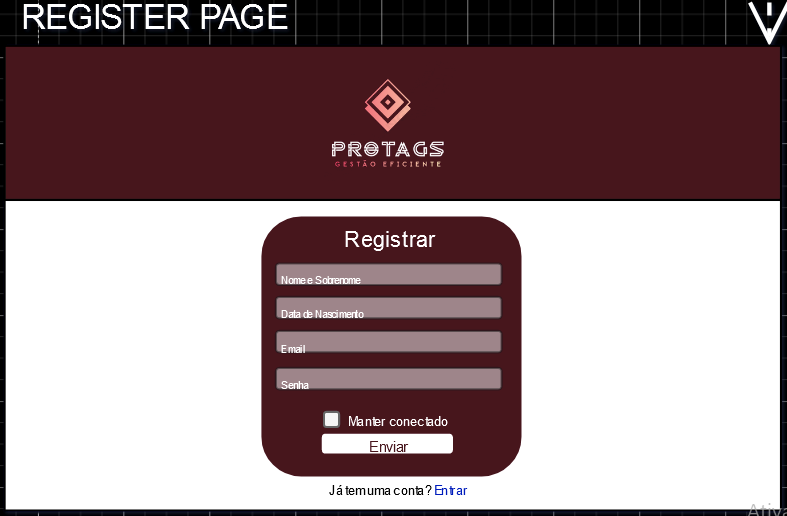 REGISTER PAGE
PROTAGS
GESTÃO EFICIENTE
Registrar
Nome e Sobrenome
Data de Nascimento
Email
Senha
Manter conectado
Enviar
Já tem uma conta? Entrar
Ativa